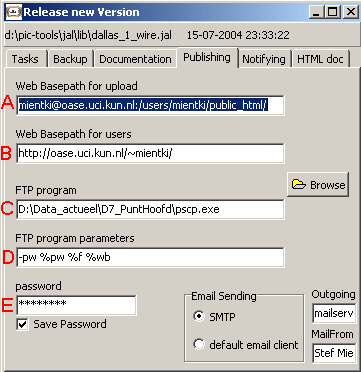 Release new Version
d:\pic-tools\jal\lib\dallas_1_wire.jal 15-07-2004 23:33:22
Tasks Backup Documentation Publishing Notifying HTML doc
Web Basepath for upload
A mientki@oase.uci.kun.nl:/users/mientki/public_html/
Web Basepath for users
B http://oase.uci.kun.nl/~mientki/
FTP program
Browse
C D:\Data_actueel\D7_PuntHoofd\pscp.exe
FTP program parameters
D -pw %pw %f %wb
password
E ********
Save Password
Email Sending
SMTP
default email client
Outgoing
mailserv
MailFrom
Stef Mie